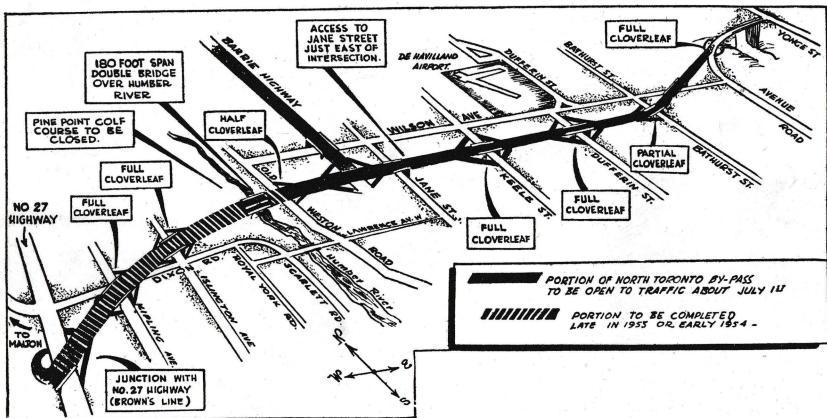 ACCESS TO
JANE STREET
JUST EAST OF
INTERSECTION.
FULL
CLOVERLEAF
YONGE ST
180 FOOT SPAN
DOUBLE BRIDGE
OVER HUMBER
RIVER
BARRIE HIGHWAY
DE HAVILLAND
AIRPORT.
DUFFERIN ST.
BATHURST ST.
AVENUE
ROAD
PINE POINT GOLF
COURSE TO BE
CLOSED.
HALF
CLOVERLEAF
WILSON AVE
PARTIAL
CLOVERLEAF
BATHURST ST.
DUFFERIN ST.
FULL
CLOVERLEAF
KEELE ST.
FULL
CLOVERLEAF
JANE ST.
OLD WESTON ROAD
LAWRENCE AV. W
FULL
CLOVERLEAF
FULL
CLOVERLEAF
NO 27
HIGHWAY
DIXON RD.
HUMBER RIVER
SCARLETT RD
ROYAL YORK RD.
ISLINGTON AVE
KIPLING AVE.
TO
MALTON
JUNCTION WITH
NO. 27 HIGHWAY
(BROWN'S LINE)
N
E
W
S
PORTION OF NORTH TORONTO BY-PASS
TO BE OPEN TO TRAFFIC ABOUT JULY 1ST
PORTION TO BE COMPLETED
LATE IN 1953 OR EARLY 1954 -